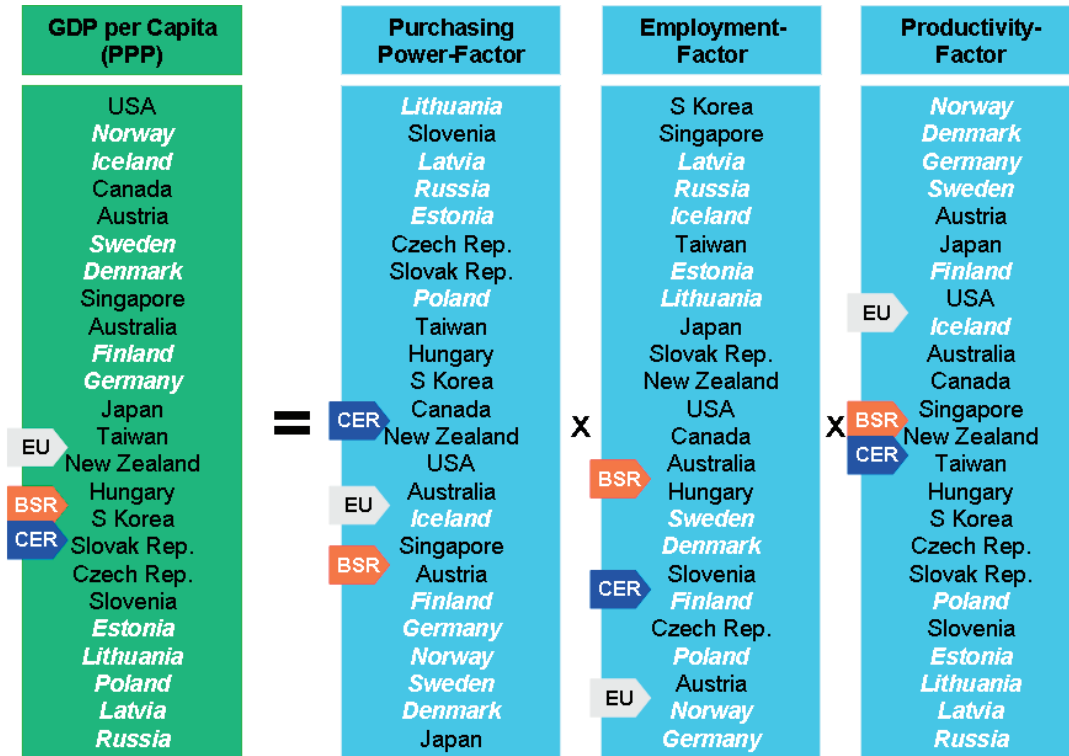 GDP per Capita
(PPP)
USA
Norway
Iceland
Canada
Austria
Sweden
Denmark
Singapore
Australia
Finland
Germany
Japan
Taiwan
EU
New Zealand
Hungary
BSR
S Korea
CER
Slovak Rep.
Czech Rep.
Slovenia
Estonia
Lithuania
Poland
Latvia
Russia
=
Purchasing
Power-Factor
Lithuania
Slovenia
Latvia
Russia
Estonia
Czech Rep.
Slovak Rep.
Poland
Taiwan
Hungary
S Korea
Canada
CER
New Zealand
USA
Australia
EU
Iceland
Singapore
BSR
Austria
Finland
Germany
Norway
Sweden
Denmark
Japan
x
Employment-
Factor
S Korea
Singapore
Latvia
Russia
Iceland
Taiwan
Estonia
Lithuania
Japan
Slovak Rep.
New Zealand
USA
Canada
Australia
BSR
Hungary
Sweden
Denmark
Slovenia
CER
Finland
Czech Rep.
Poland
Austria
EU
Norway
Germany
x
Productivity-
Factor
Norway
Denmark
Germany
Sweden
Austria
Japan
Finland
USA
EU
Iceland
Australia
Canada
Singapore
BSR
New Zealand
CER
Taiwan
Hungary
S Korea
Czech Rep.
Slovak Rep.
Poland
Slovenia
Estonia
Lithuania
Latvia
Russia